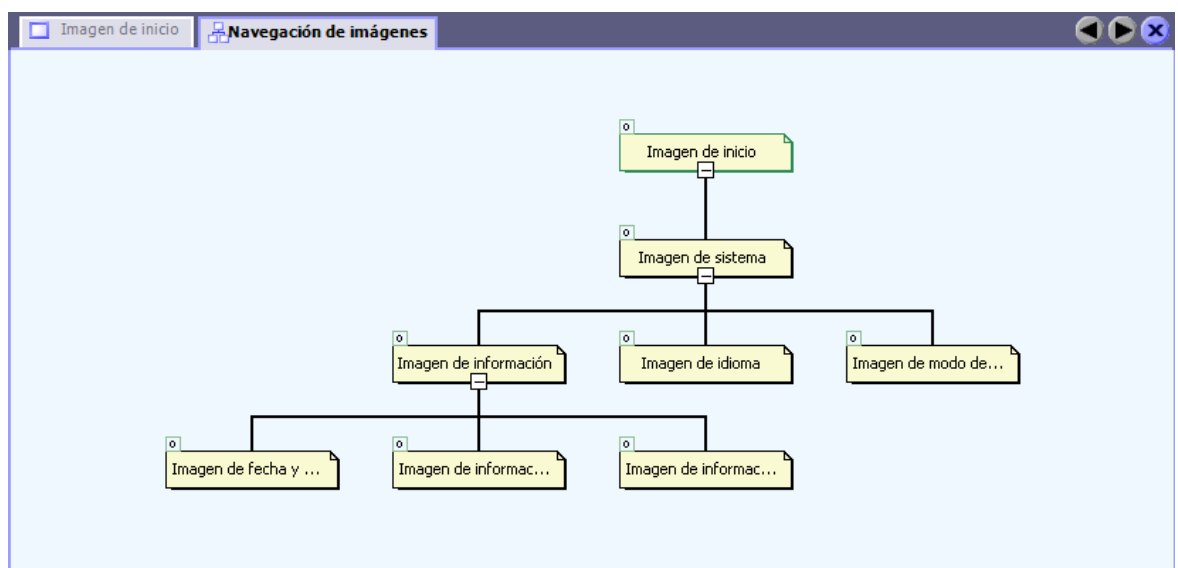 Imagen de inicio
Navegación de imágenes
o
Imagen de inicio
o
Imagen de sistema
o
Imagen de información
o
Imagen de idioma
o
Imagen de modo de...
o
Imagen de fecha y ...
o
Imagen de informac...
o
Imagen de informac...